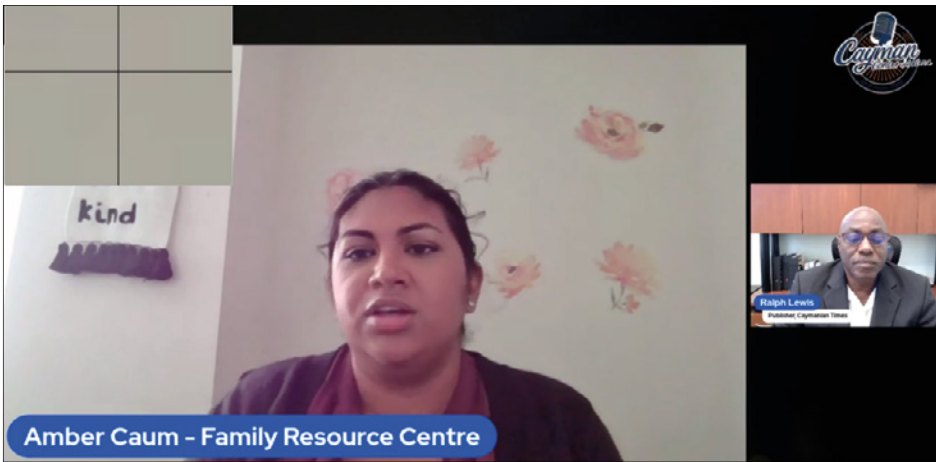 Cayman
kind
Ralph Lewis
Publisher, Caymanian Times
Amber Caum - Family Resource Centre